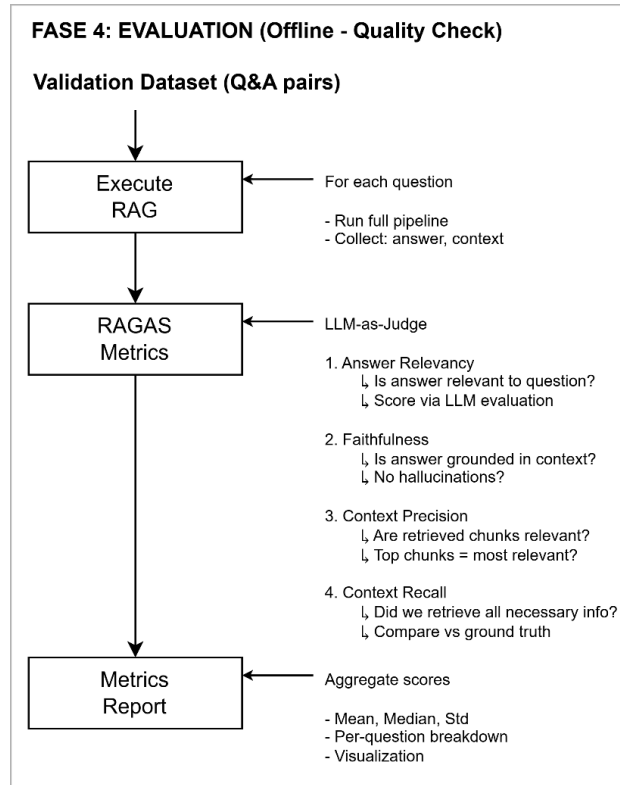 FASE 4: EVALUATION (Offline - Quality Check)
Validation Dataset (Q&A pairs)
Execute
RAG
For each question
- Run full pipeline
- Collect: answer, context
RAGAS
Metrics
LLM-as-Judge
1. Answer Relevancy
↳ Is answer relevant to question?
↳ Score via LLM evaluation
2. Faithfulness
↳ Is answer grounded in context?
↳ No hallucinations?
3. Context Precision
↳ Are retrieved chunks relevant?
↳ Top chunks = most relevant?
4. Context Recall
↳ Did we retrieve all necessary info?
↳ Compare vs ground truth
Metrics
Report
Aggregate scores
- Mean, Median, Std
- Per-question breakdown
- Visualization